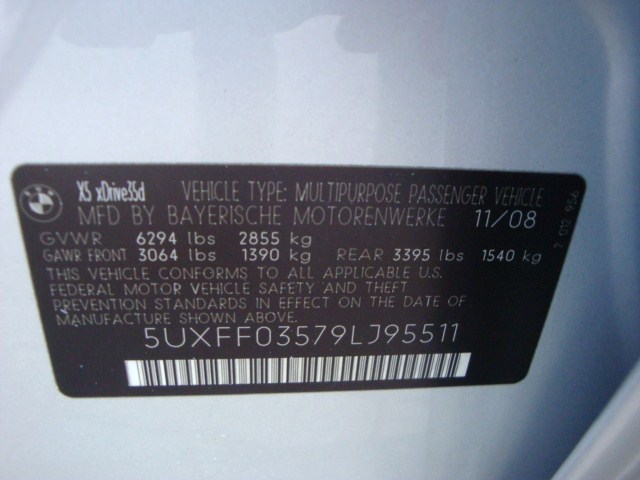 BMW
X5 xDrive35d
VEHICLE TYPE: MULTIPURPOSE PASSENGER VEHICLE
MFD BY BAYERISCHE MOTORENWERKE 11/08
GVWR 6294 lbs 2855 kg
GAWR FRONT 3064 lbs 1390 kg REAR 3395 lbs 1540 kg
THIS VEHICLE CONFORMS TO ALL APPLICABLE U.S.
FEDERAL MOTOR VEHICLE SAFETY AND THEFT
PREVENTION STANDARDS IN EFFECT ON THE DATE
OF MANUFACTURE SHOWN ABOVE.
5UXFF03579LJ95511